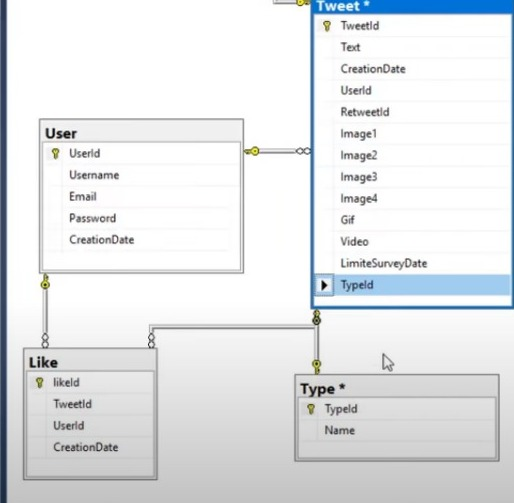 Tweet *
TweetId
Text
CreationDate
UserId
RetweetId
Image1
Image2
Image3
Image4
Gif
Video
LimiteSurveyDate
TypeId
User
UserId
Username
Email
Password
CreationDate
Like
likeId
TweetId
UserId
CreationDate
Type *
TypeId
Name